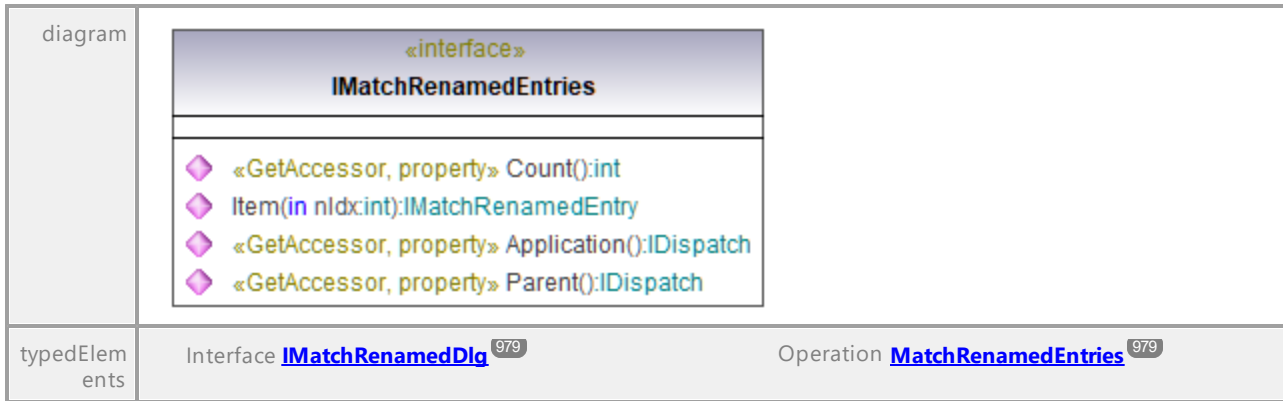 diagram
«interface»
IMatchRenamedEntries
«GetAccessor, property» Count():int
Item(in nIdx:int):IMatchRenamedEntry
«GetAccessor, property» Application():IDispatch
«GetAccessor, property» Parent():IDispatch
typedElem
ents
Interface IMatchRenamedDlg 979
Operation MatchRenamedEntries 979